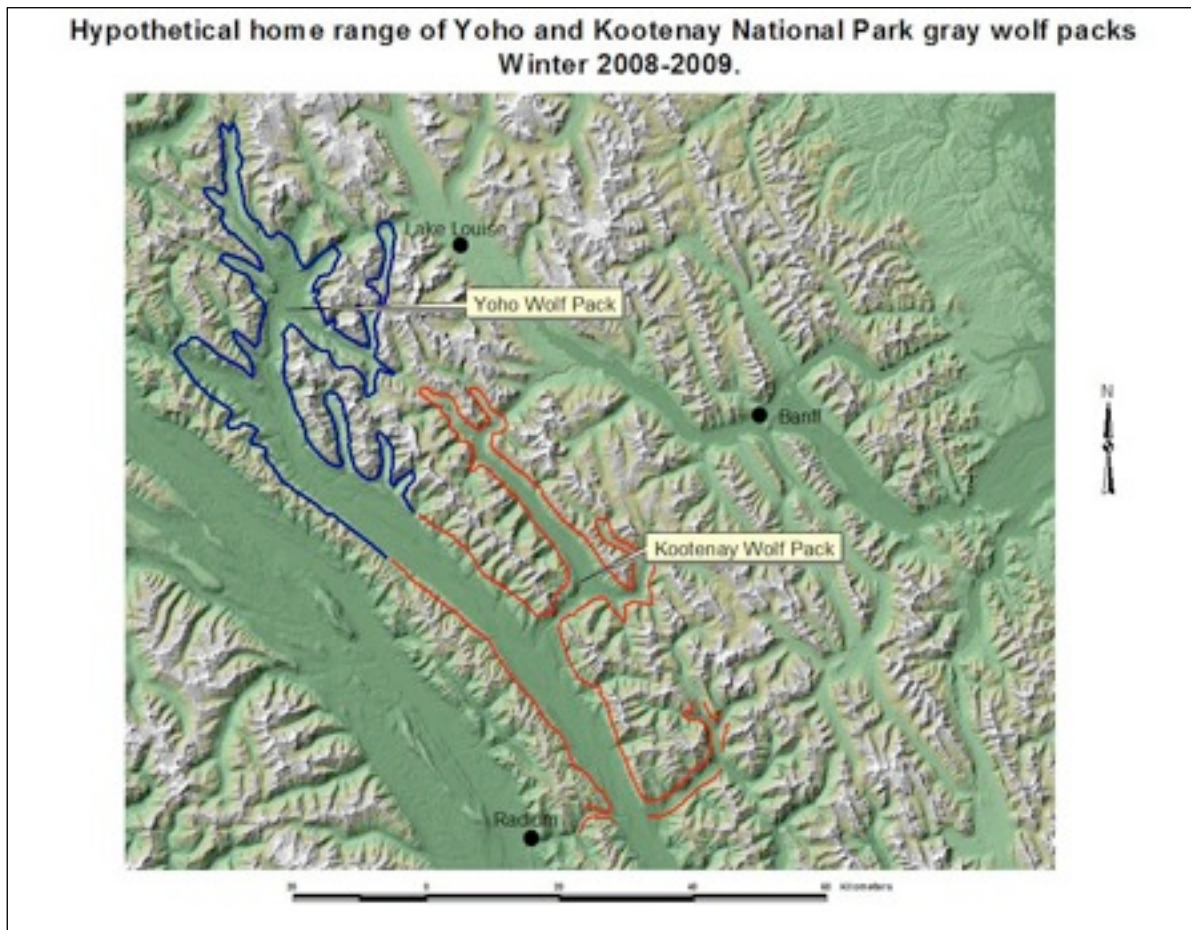 Hypothetical home range of Yoho and Kootenay National Park gray wolf packs
Winter 2008-2009.
Lake Louise
Yoho Wolf Pack
N
Banff
Kootenay Wolf Pack
Radium
20 0 20 40 60 Kilometers